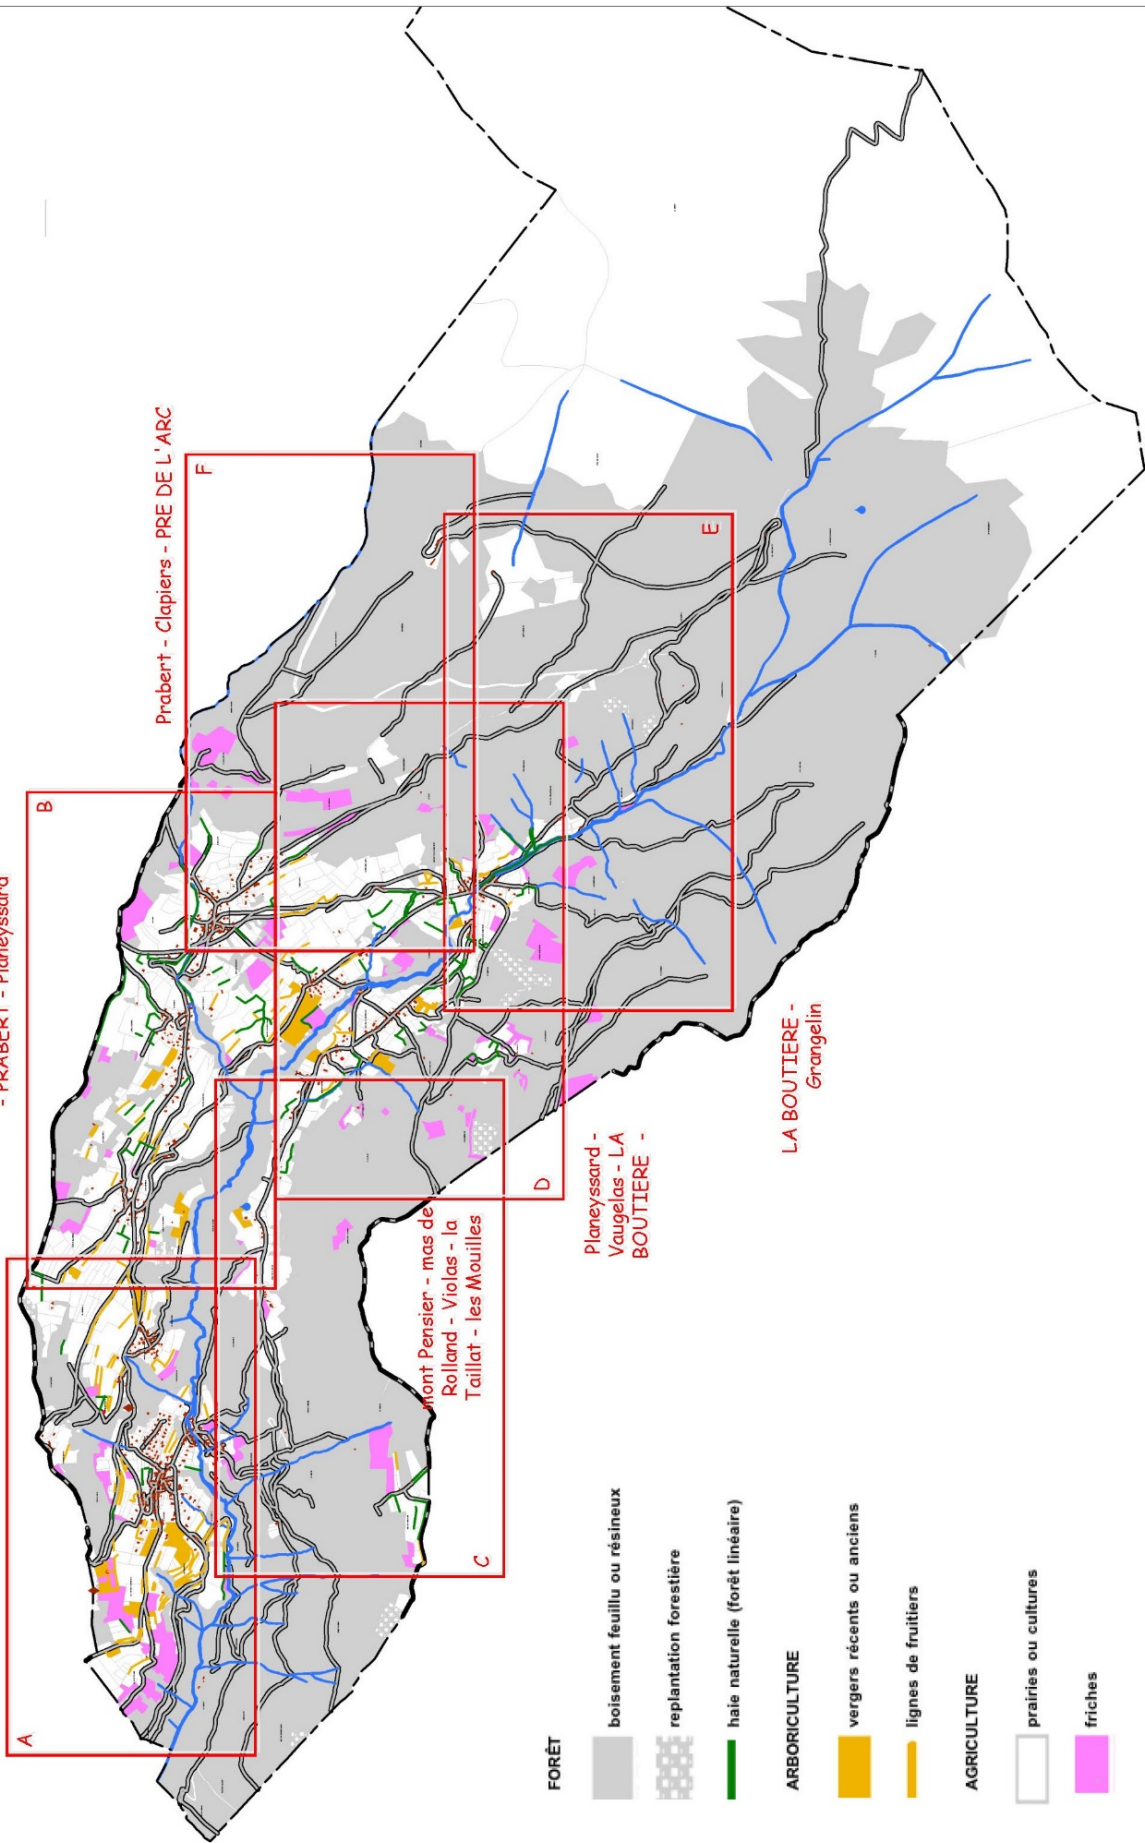 A
B
- PRABERT - Planeyssard
F
Prabert - Clapiers - PRE DE L'ARC
E
LA BOUTIERE -
Grangelin
D
Planeyssard -
Vaugelas - LA
BOUTIERE -
C
mont Pensier - mas de
Rolland - Violas - la
Taillat - les Mouilles
FORÊT
boisement feuillu ou résineux
replantation forestière
haie naturelle (forêt linéaire)
ARBORICULTURE
vergers récents ou anciens
lignes de fruitiers
AGRICULTURE
prairies ou cultures
friches